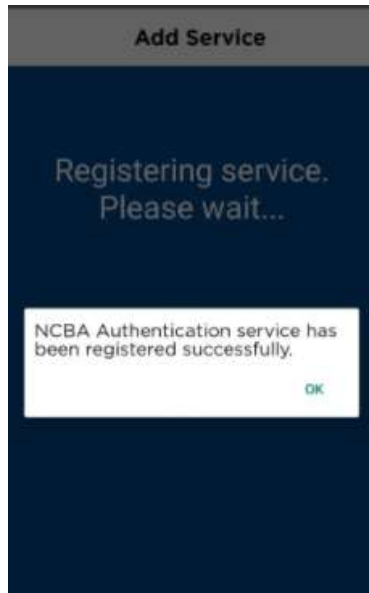 Add Service
Registering service.
Please wait...
NCBA Authentication service has
been registered successfully.
OK